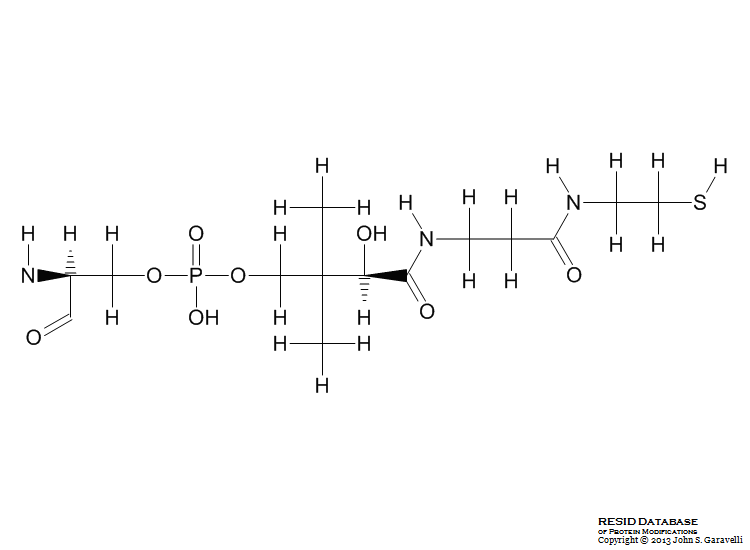 H
H H H
H H
H S
N
H H
H H H
H OH N
H H H O
H H
N O P O
O
H H
H OH H H O
O
H H
H
RESID DATABASE
OF PROTEIN MODIFICATIONS
Copyright © 2013 John S. Garavelli